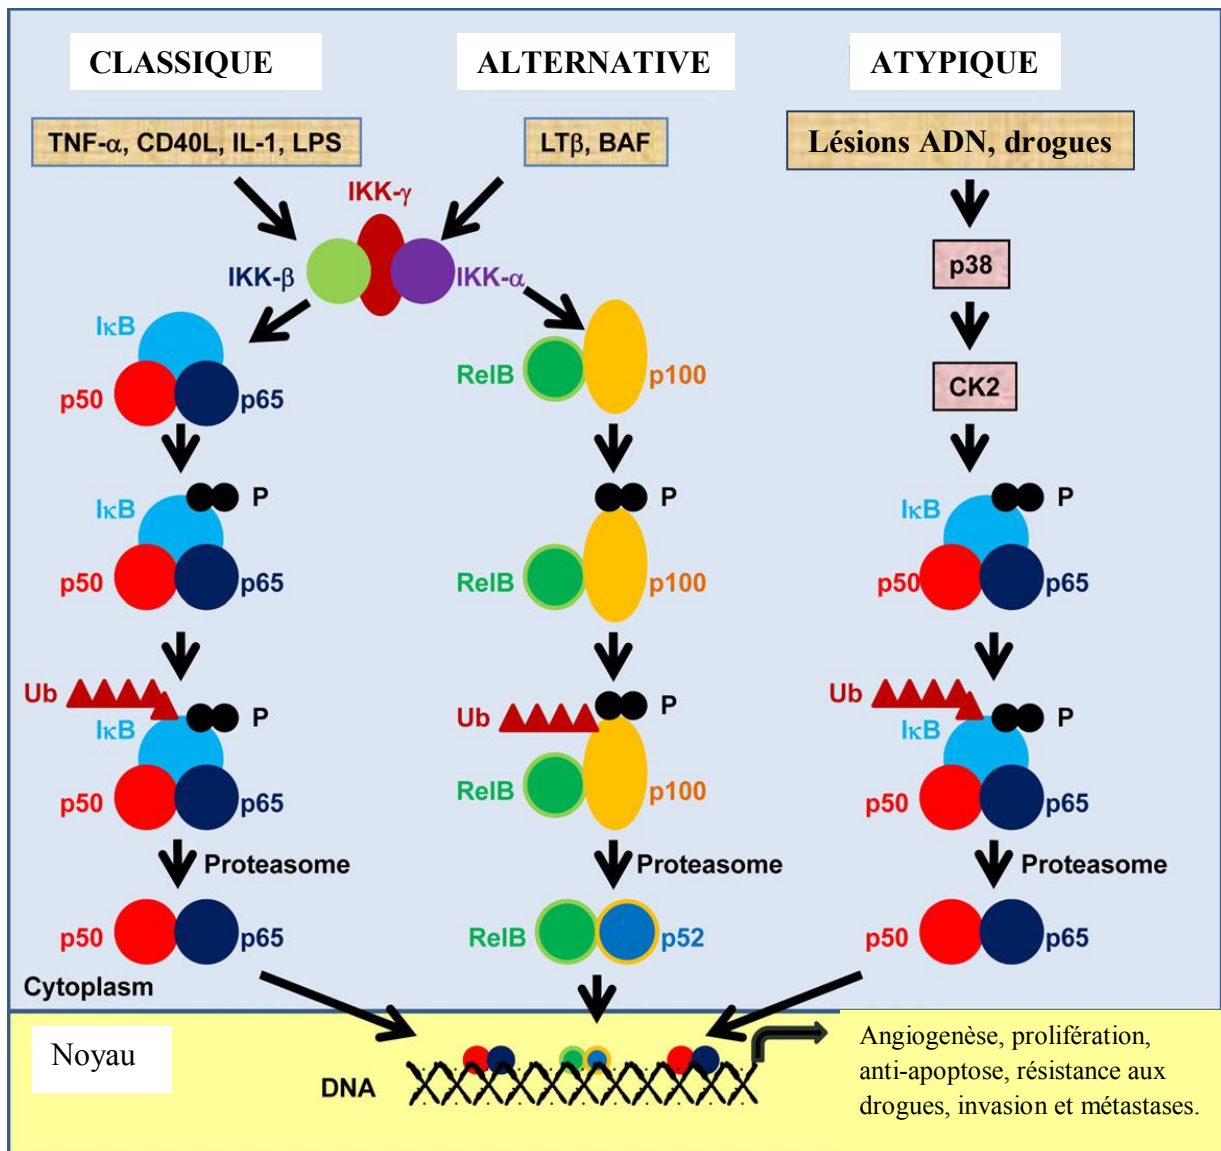 CLASSIQUE
ALTERNATIVE
ATYPIQUE
TNF-α, CD40L, IL-1, LPS
LTβ, BAF
Lésions ADN, drogues
IKK-γ
IKK-β
IKK-α
p38
CK2
IκB
p50
p65
RelB
p100
P
IκB
p50
p65
P
RelB
p100
P
IκB
p50
p65
Ub
P
IκB
p50
p65
Ub
P
RelB
p100
Ub
P
IκB
p50
p65
Proteasome
Proteasome
Proteasome
p50
p65
RelB
p52
p50
p65
Cytoplasm
Noyau
DNA
Angiogenèse, prolifération,
anti-apoptose, résistance aux
drogues, invasion et métastases.